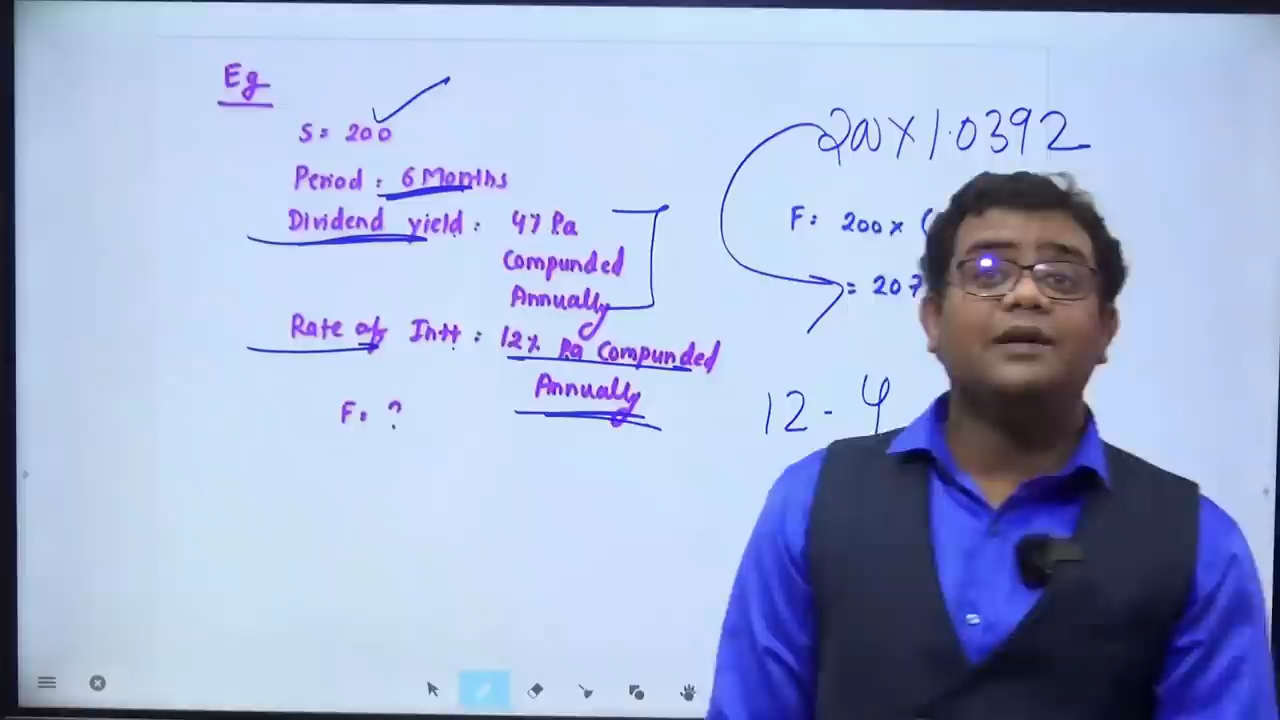 Eg
S = 200
Period : 6 Months
Dividend yield : 4% Pa
Compunded
Annually
Rate of Intt : 12% Pa Compunded
Annually
F = ?
200 X 1.0392
F = 200 x (
= 207
12 - 4